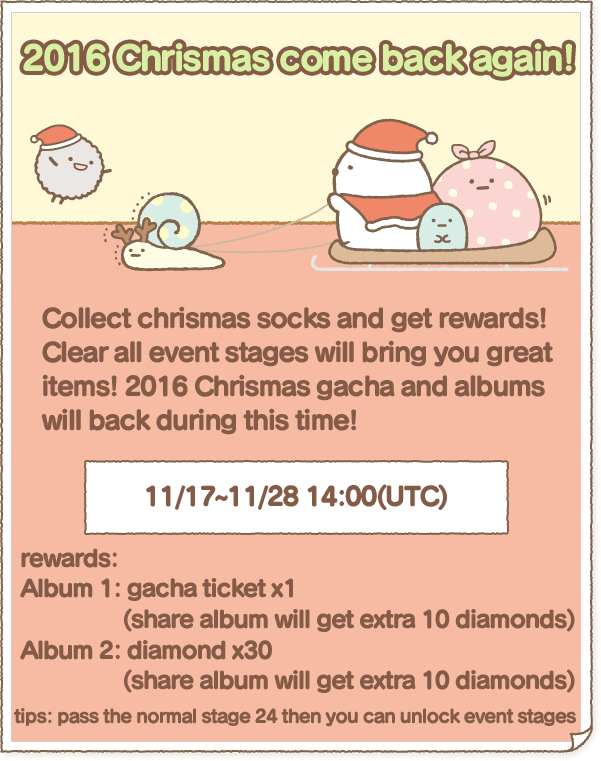 2016 Chrismas come back again!
Collect chrismas socks and get rewards!
Clear all event stages will bring you great
items! 2016 Chrismas gacha and albums
will back during this time!
11/17~11/28 14:00(UTC)
rewards:
Album 1: gacha ticket x1
(share album will get extra 10 diamonds)
Album 2: diamond x30
(share album will get extra 10 diamonds)
tips: pass the normal stage 24 then you can unlock event stages